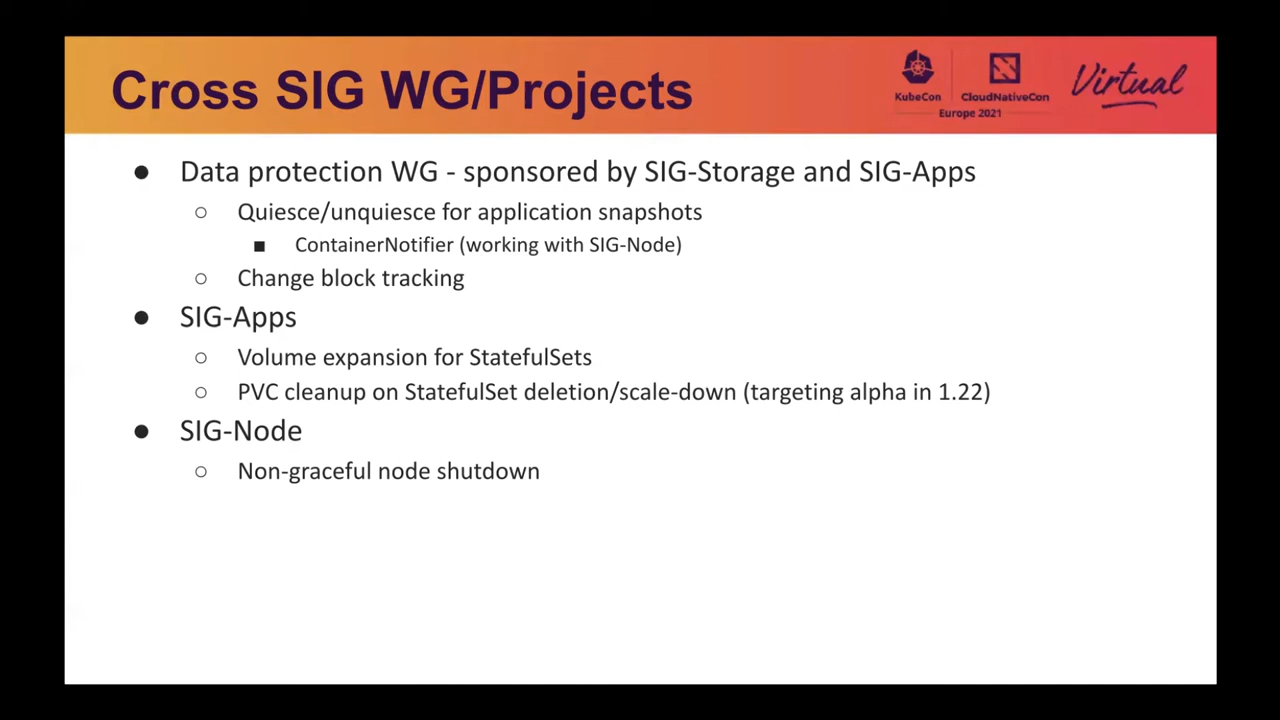 Cross SIG WG/Projects
KubeCon
CloudNativeCon
Europe 2021
Virtual
● Data protection WG - sponsored by SIG-Storage and SIG-Apps
○ Quiesce/unquiesce for application snapshots
■ ContainerNotifier (working with SIG-Node)
○ Change block tracking
● SIG-Apps
○ Volume expansion for StatefulSets
○ PVC cleanup on StatefulSet deletion/scale-down (targeting alpha in 1.22)
● SIG-Node
○ Non-graceful node shutdown